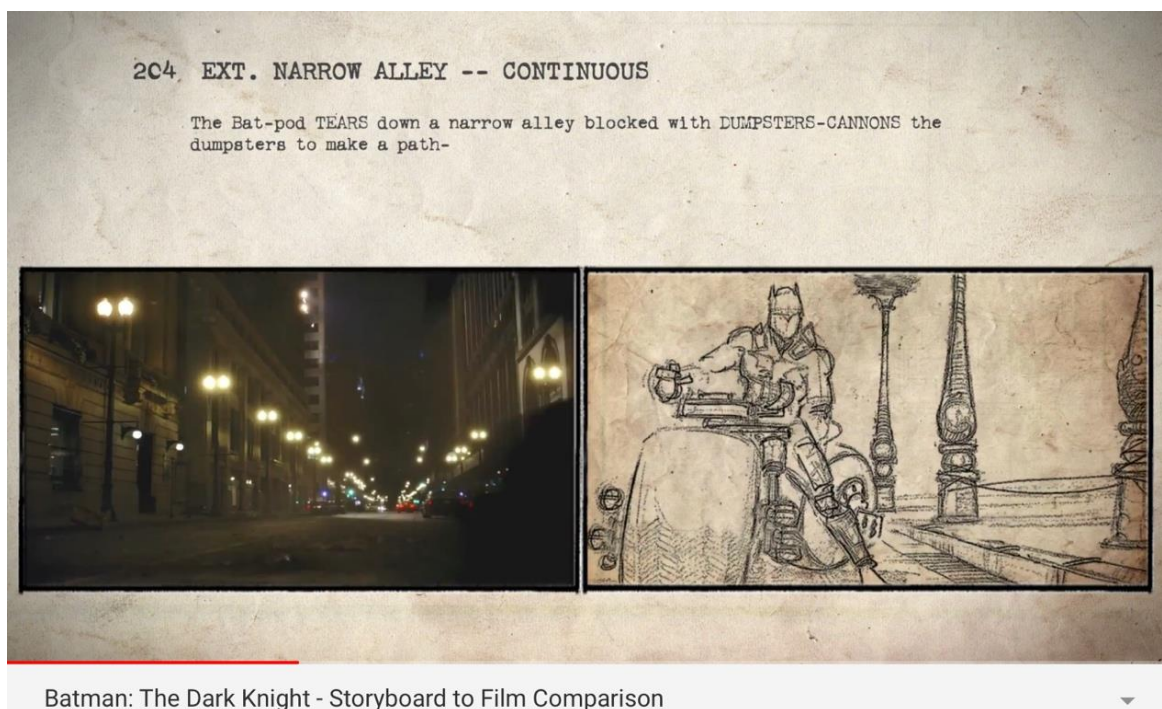 204 EXT. NARROW ALLEY -- CONTINUOUS
The Bat-pod TEARS down a narrow alley blocked with DUMPSTERS-CANNONS the
dumpsters to make a path-
Batman: The Dark Knight - Storyboard to Film Comparison